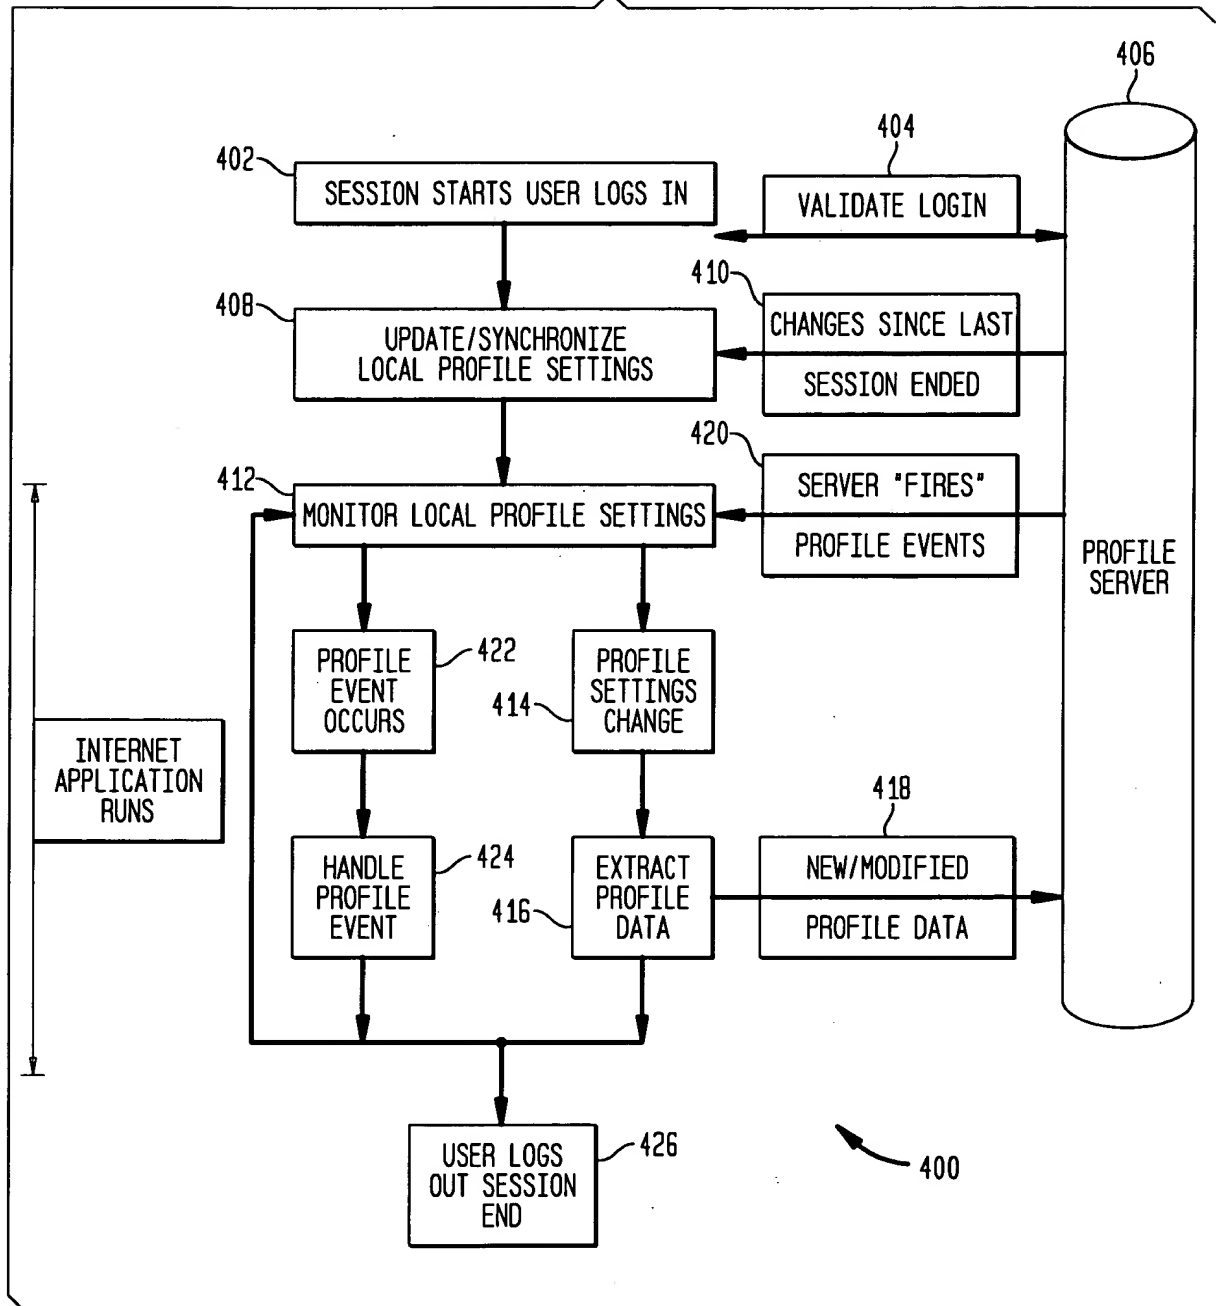 406
404
402
SESSION STARTS USER LOGS IN
VALIDATE LOGIN
410
408
UPDATE/SYNCHRONIZE
LOCAL PROFILE SETTINGS
CHANGES SINCE LAST
SESSION ENDED
420
412
MONITOR LOCAL PROFILE SETTINGS
SERVER "FIRES"
PROFILE EVENTS
PROFILE
SERVER
PROFILE
EVENT
OCCURS
422
PROFILE
SETTINGS
CHANGE
414
INTERNET
APPLICATION
RUNS
418
HANDLE
PROFILE
EVENT
424
EXTRACT
PROFILE
DATA
416
NEW/MODIFIED
PROFILE DATA
USER LOGS
OUT SESSION
END
426
400